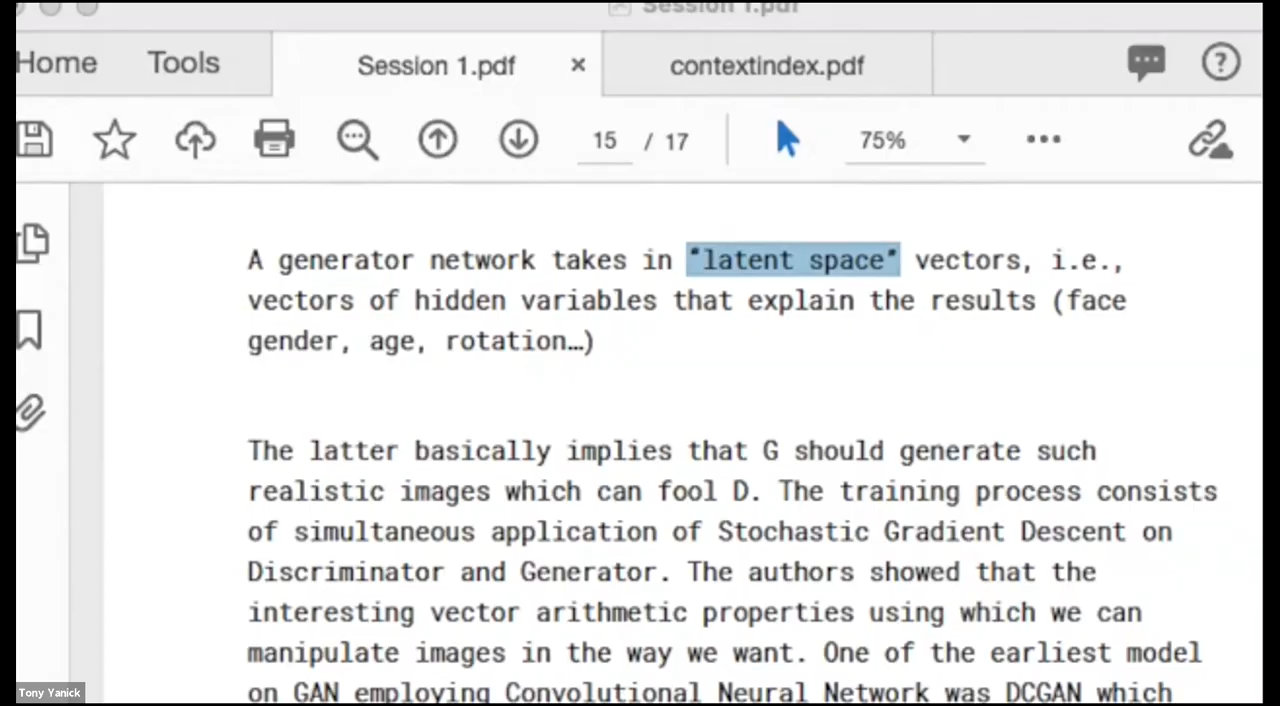 Session 1.pdf
Home Tools Session 1.pdf × contextindex.pdf ?
15 / 17 75%
A generator network takes in "latent space" vectors, i.e.,
vectors of hidden variables that explain the results (face
gender, age, rotation…)
The latter basically implies that G should generate such
realistic images which can fool D. The training process consists
of simultaneous application of Stochastic Gradient Descent on
Discriminator and Generator. The authors showed that the
interesting vector arithmetic properties using which we can
manipulate images in the way we want. One of the earliest model
on GAN employing Convolutional Neural Network was DCGAN which
Tony Yanick